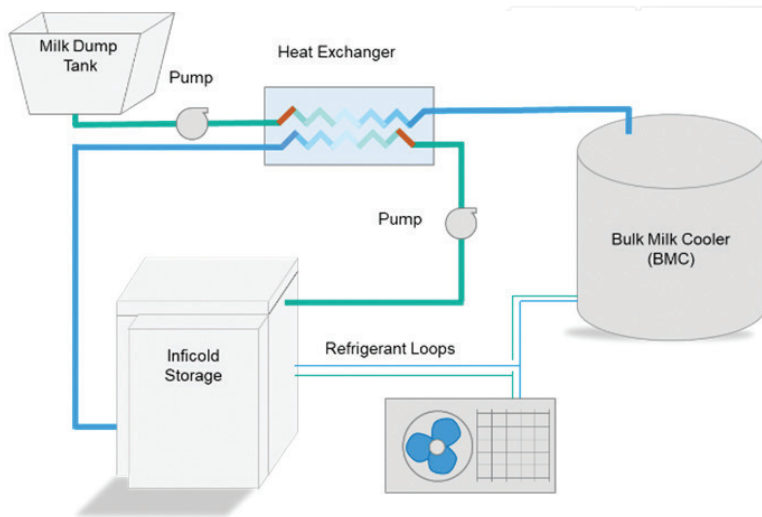 Milk Dump
Tank
Pump
Heat Exchanger
Pump
Bulk Milk Cooler
(BMC)
Inficold
Storage
Refrigerant Loops